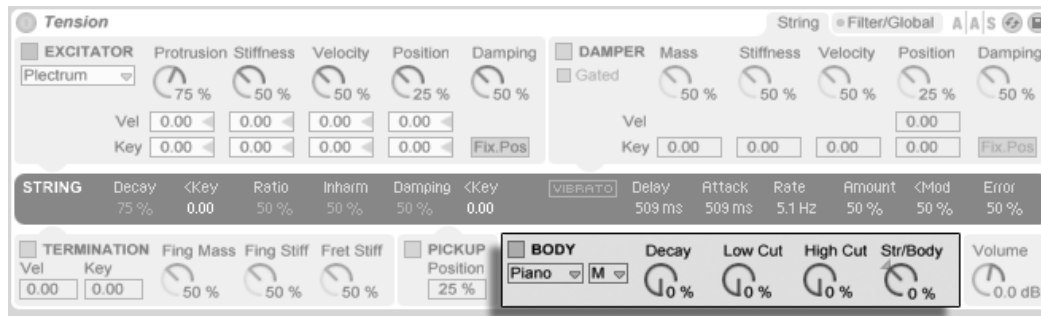 Tension String Filter/Global A A S
EXCITATOR Protrusion Stiffness Velocity Position Damping DAMPER Mass Stiffness Velocity Position Damping
Plectrum 75 % 50 % 50 % 25 % 50 % Gated 50 % 50 % 50 % 25 % 50 %
Vel 0.00 0.00 0.00 0.00 Vel 0.00
Key 0.00 0.00 0.00 0.00 Fix.Pos Key 0.00 0.00 0.00 0.00 Fix.Pos
STRING Decay <Key Ratio Inharm Damping <Key VIBRATO Delay Attack Rate Amount <Mod Error
75 % 0.00 50 % 50 % 50 % 0.00 509 ms 509 ms 5.1 Hz 50 % 50 % 50 %
TERMINATION Fing Mass Fing Stiff Fret Stiff PICKUP BODY Decay Low Cut High Cut Str/Body Volume
Vel Key Position Piano M
0.00 0.00 50 % 50 % 50 % 25 % 0 % 0 % 0 % 0 % 0.0 dB